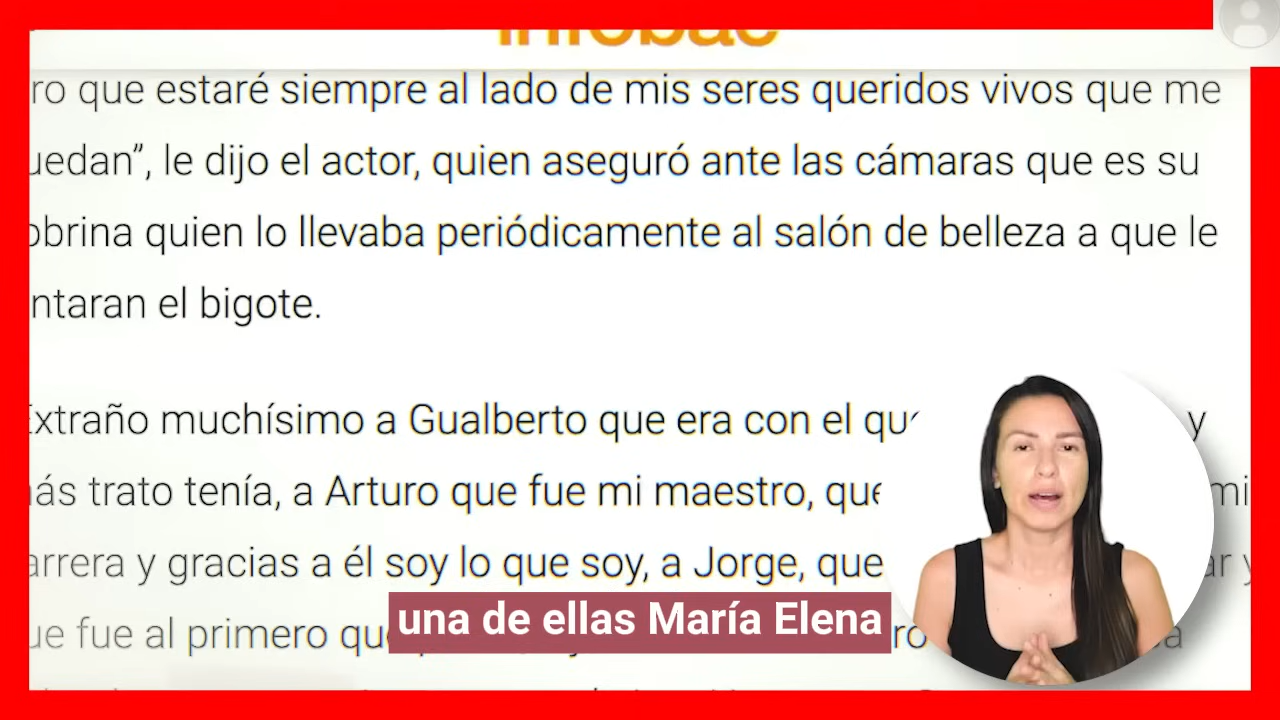 infobae
ro que estaré siempre al lado de mis seres queridos vivos que me
uedan”, le dijo el actor, quien aseguró ante las cámaras que es su
obrina quien lo llevaba periódicamente al salón de belleza a que le
ntaran el bigote.
Extraño muchísimo a Gualberto que era con el que y
ás trato tenía, a Arturo que fue mi maestro, que mi
arrera y gracias a él soy lo que soy, a Jorge, que ar y
ue fue al primero qu
una de ellas María Elena